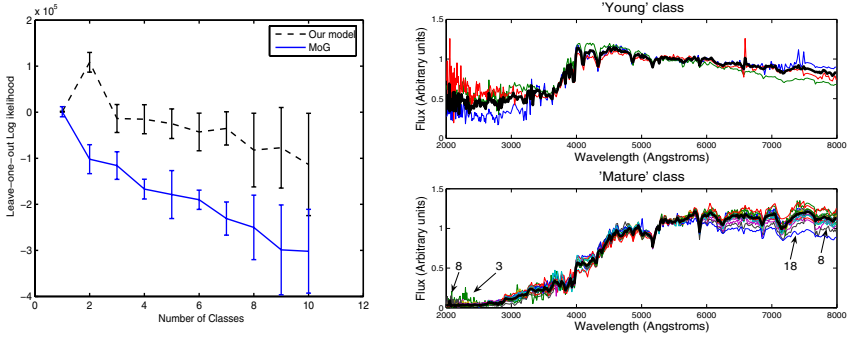 x 10⁵
2
1
0
−1
−2
−3
−4
0 2 4 6 8 10 12
Leave−one−out Log likelihood
Number of Classes
Our model
MoG
'Young' class
1.5
1
0.5
0
2000 3000 4000 5000 6000 7000 8000
Flux (Arbitrary units)
Wavelength (Angstroms)
'Mature' class
1.5
1
0.5
0
8 3 18 8
2000 3000 4000 5000 6000 7000 8000
Flux (Arbitrary units)
Wavelength (Angstroms)